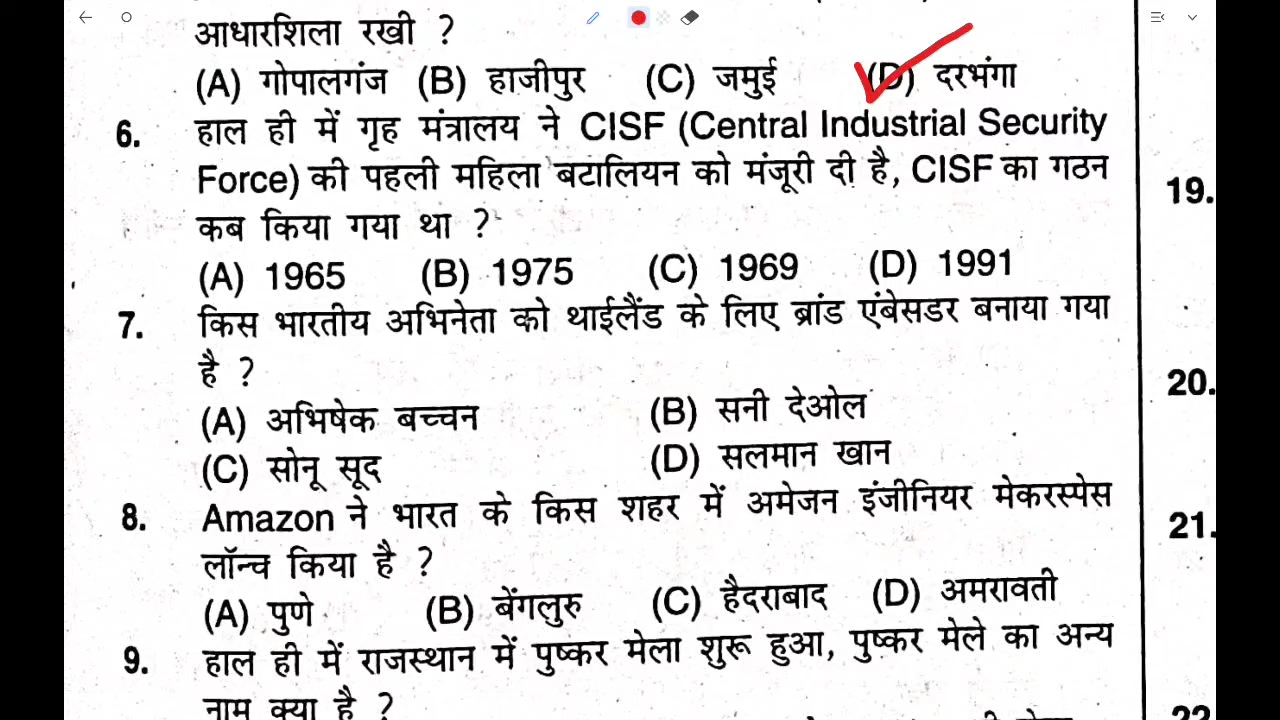 आधारशिला रखी ?
(A) गोपालगंज (B) हाजीपुर (C) जमुई (D) दरभंगा
6. हाल ही में गृह मंत्रालय ने CISF (Central Industrial Security
Force) की पहली महिला बटालियन को मंजूरी दी है, CISF का गठन
कब किया गया था ?
(A) 1965 (B) 1975 (C) 1969 (D) 1991
7. किस भारतीय अभिनेता को थाईलैंड के लिए ब्रांड एंबेसडर बनाया गया
है ?
(A) अभिषेक बच्चन (B) सनी देओल
(C) सोनू सूद (D) सलमान खान
8. Amazon ने भारत के किस शहर में अमेजन इंजीनियर मेकरस्पेस
लॉन्च किया है ?
(A) पुणे (B) बेंगलुरु (C) हैदराबाद (D) अमरावती
9. हाल ही में राजस्थान में पुष्कर मेला शुरू हुआ, पुष्कर मेले का अन्य
नाम क्या है ?
19.
20.
21.
22